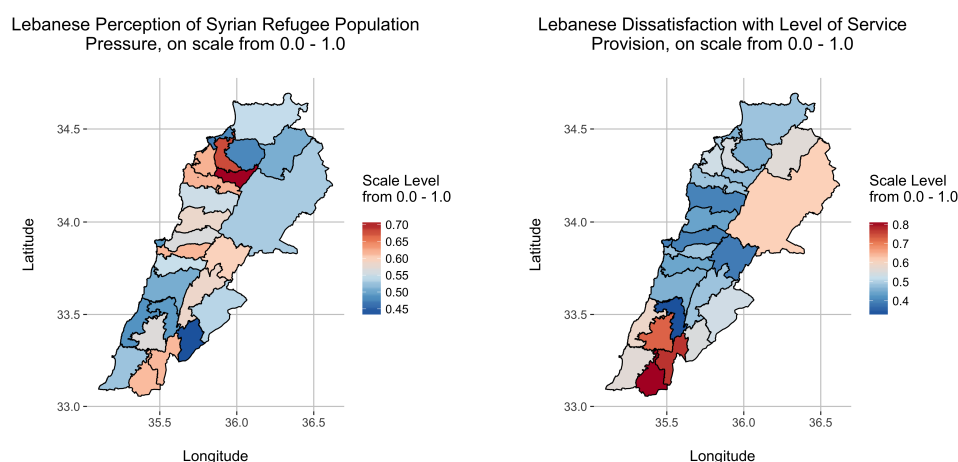 Lebanese Perception of Syrian Refugee Population
Pressure, on scale from 0.0 - 1.0
34.5
34.0
33.5
33.0
Latitude
35.5
36.0
36.5
Longitude
Scale Level
from 0.0 - 1.0
0.70
0.65
0.60
0.55
0.50
0.45
Lebanese Dissatisfaction with Level of Service
Provision, on scale from 0.0 - 1.0
34.5
34.0
33.5
33.0
Latitude
35.5
36.0
36.5
Longitude
Scale Level
from 0.0 - 1.0
0.8
0.7
0.6
0.5
0.4